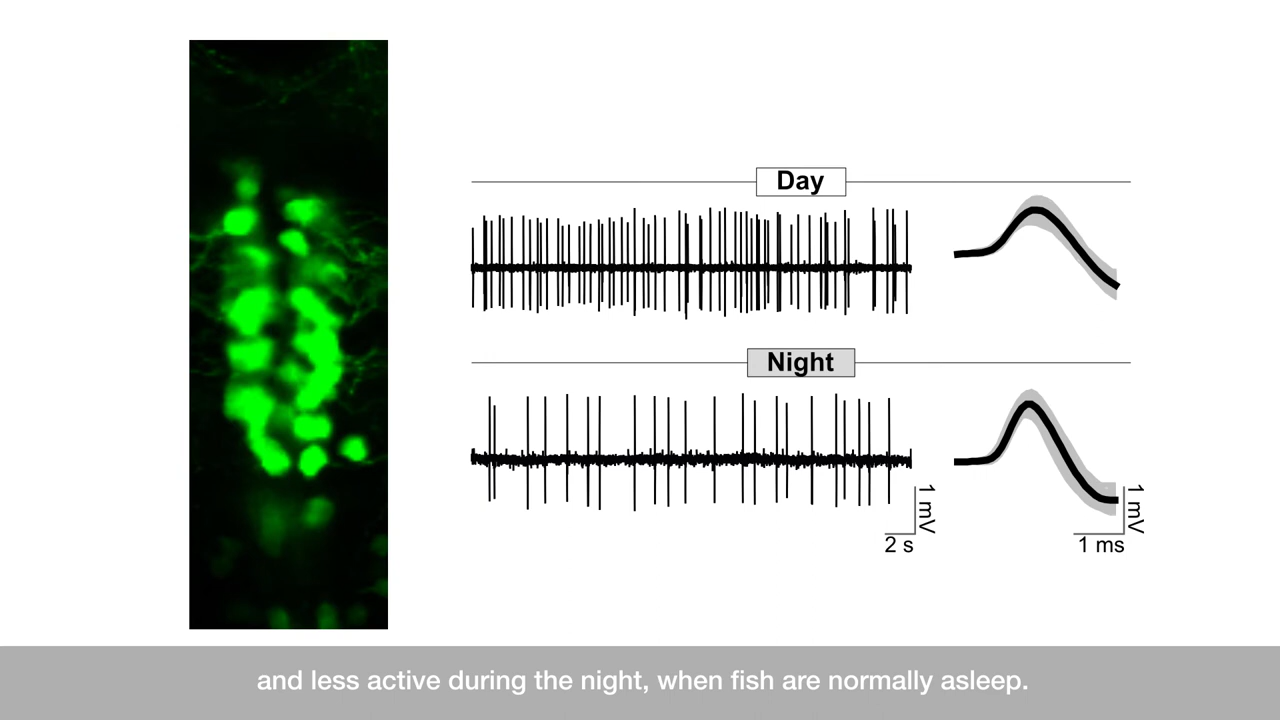 Day
Night
1 mV
2 s
1 mV
1 ms
and less active during the night, when fish are normally asleep.